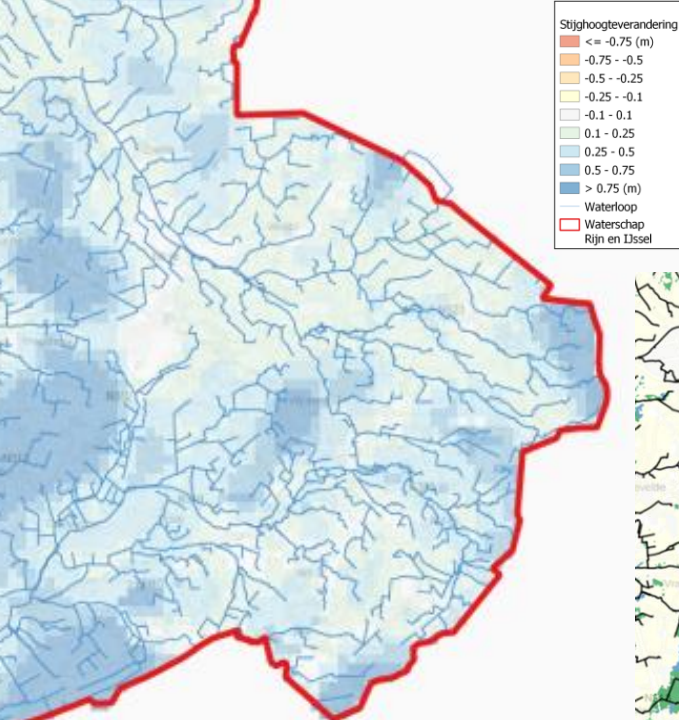 Stijghoogteverandering
<= -0.75 (m)
-0.75 - -0.5
-0.5 - -0.25
-0.25 - -0.1
-0.1 - 0.1
0.1 - 0.25
0.25 - 0.5
0.5 - 0.75
> 0.75 (m)
Waterloop
Waterschap
Rijn en IJssel